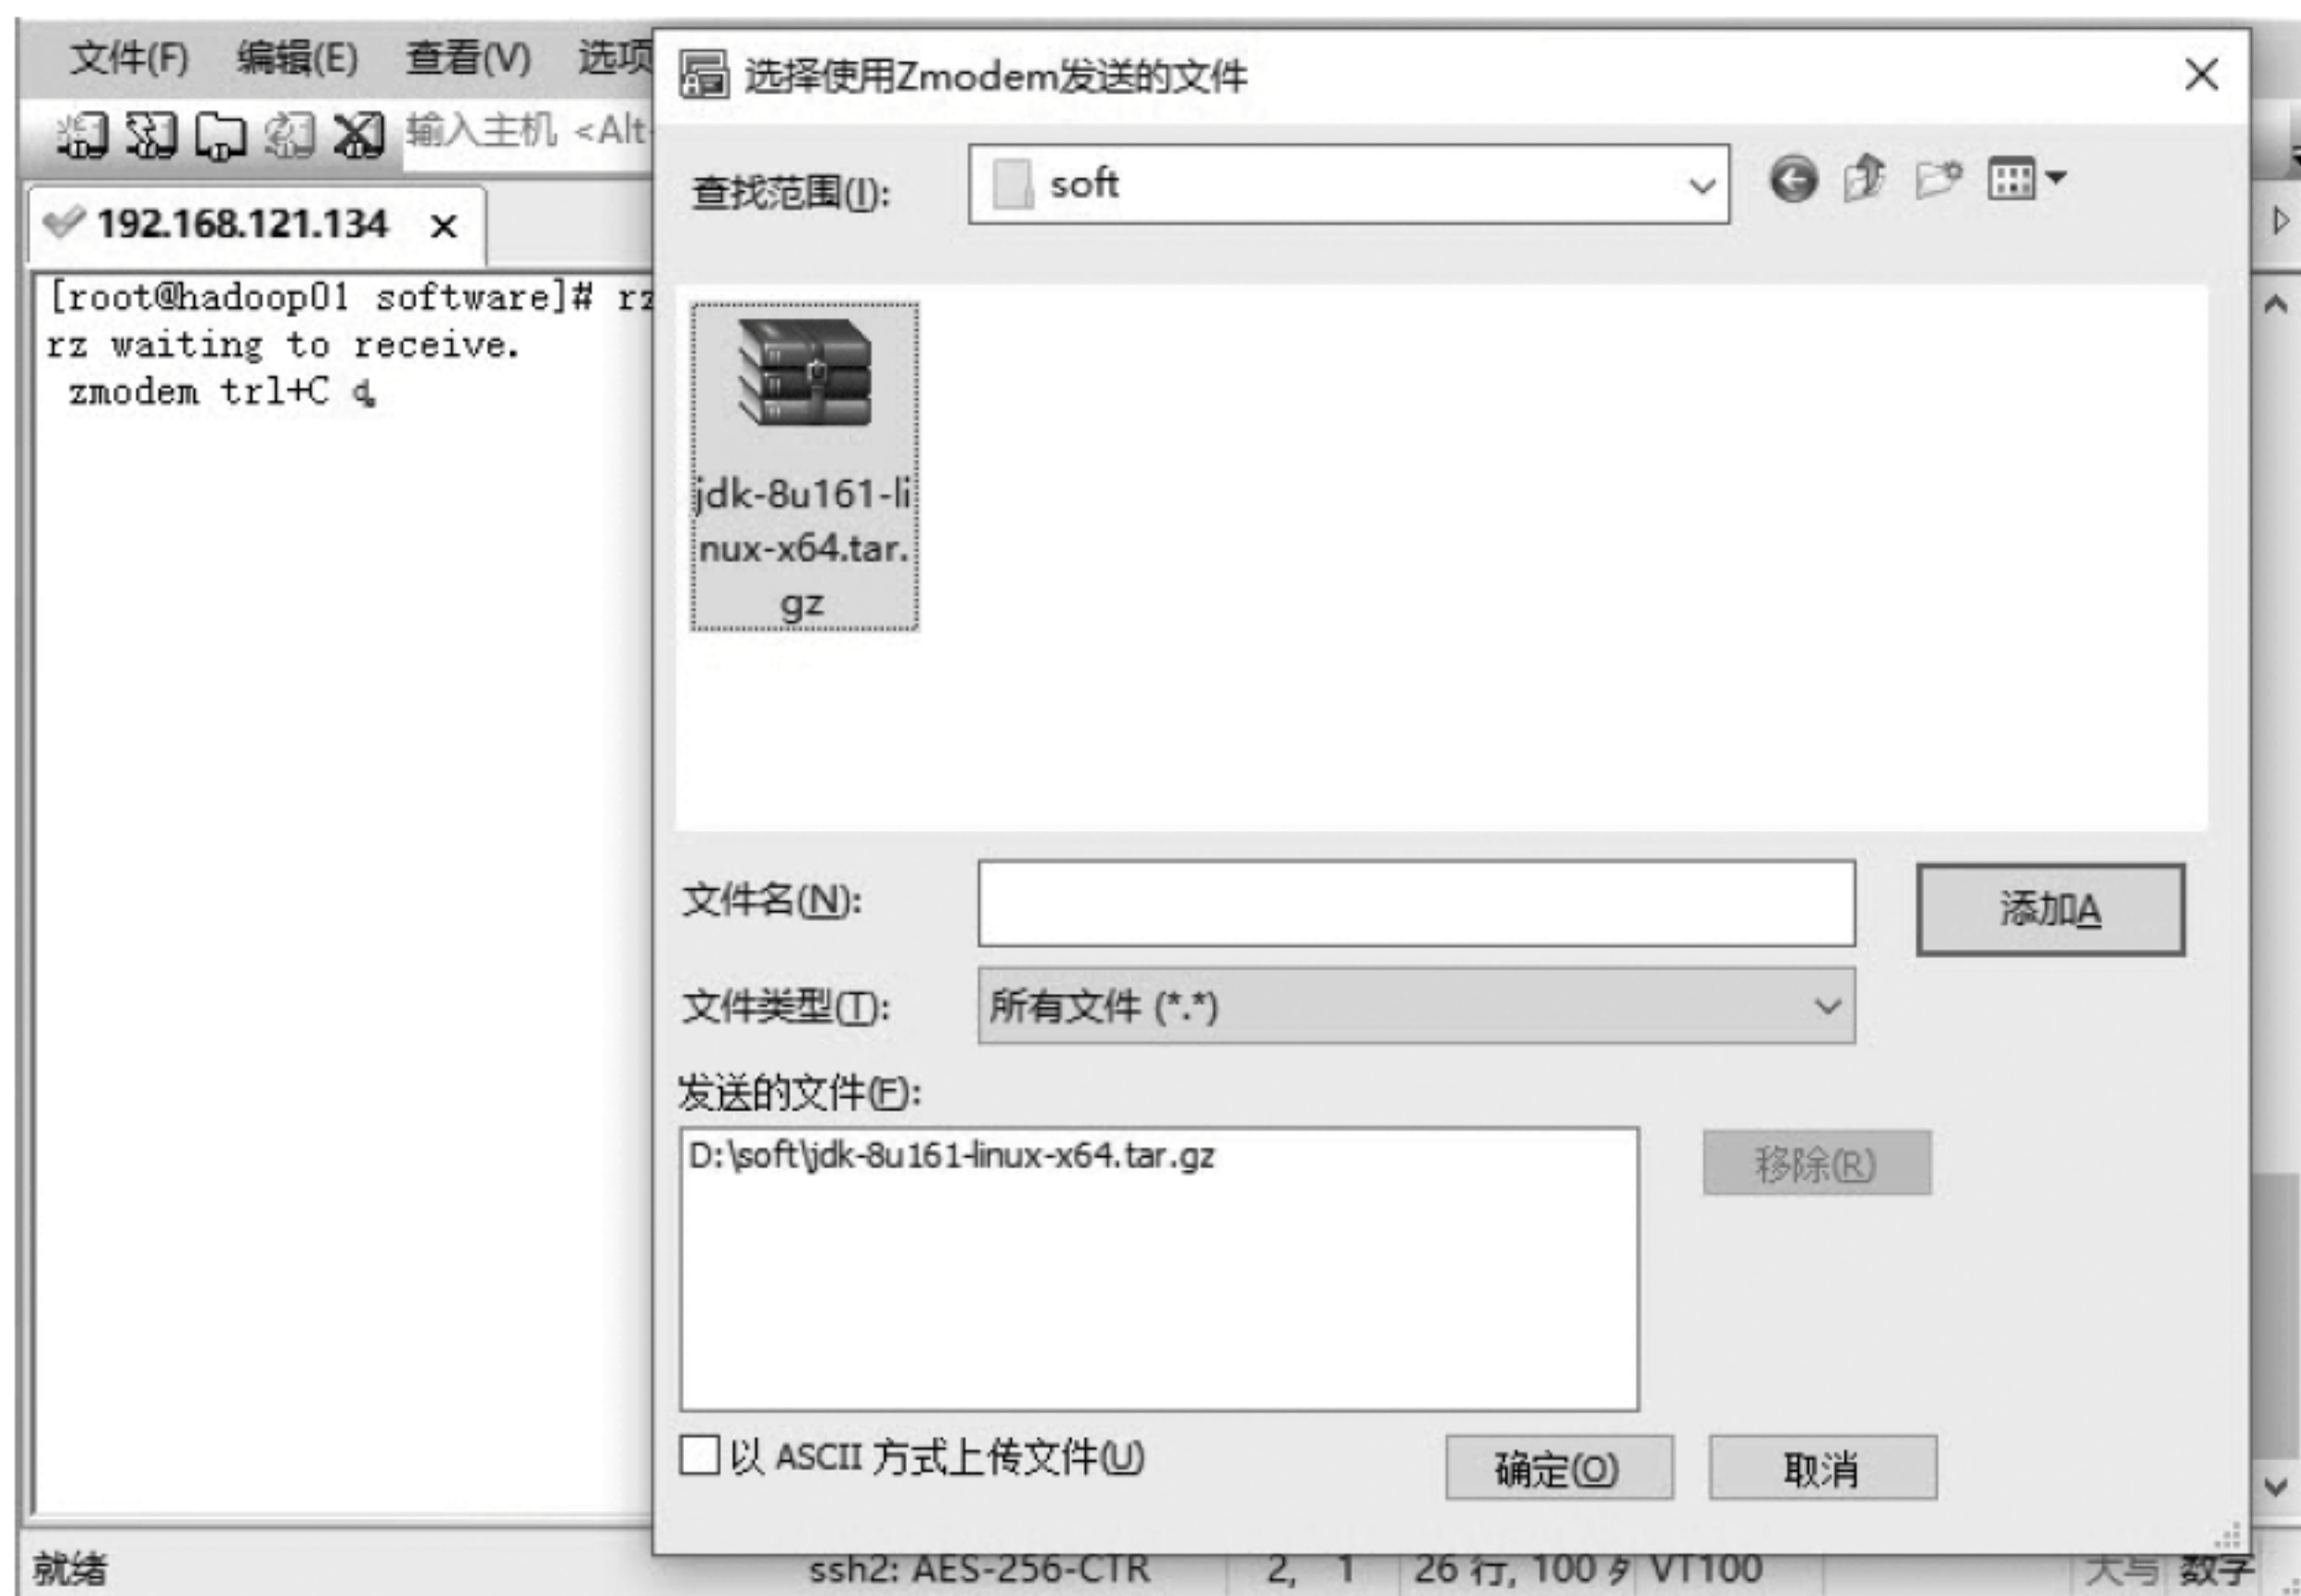 文件(F) 编辑(E) 查看(V) 选项
输入主机 <Alt
192.168.121.134
[root@hadoop01 software]# rz
rz waiting to receive.
zmodem trl+C
选择使用Zmodem发送的文件
查找范围(I):
soft
jdk-8u161-li
nux-x64.tar.
gz
文件名(N):
添加A
文件类型(T):
所有文件 (*.*)
发送的文件(F):
D:\soft\jdk-8u161-linux-x64.tar.gz
移除(R)
以 ASCII 方式上传文件(U)
确定(O)
取消
就绪
ssh2: AES-256-CTR
2, 1
26 行, 100 列
VT100
大写
数字